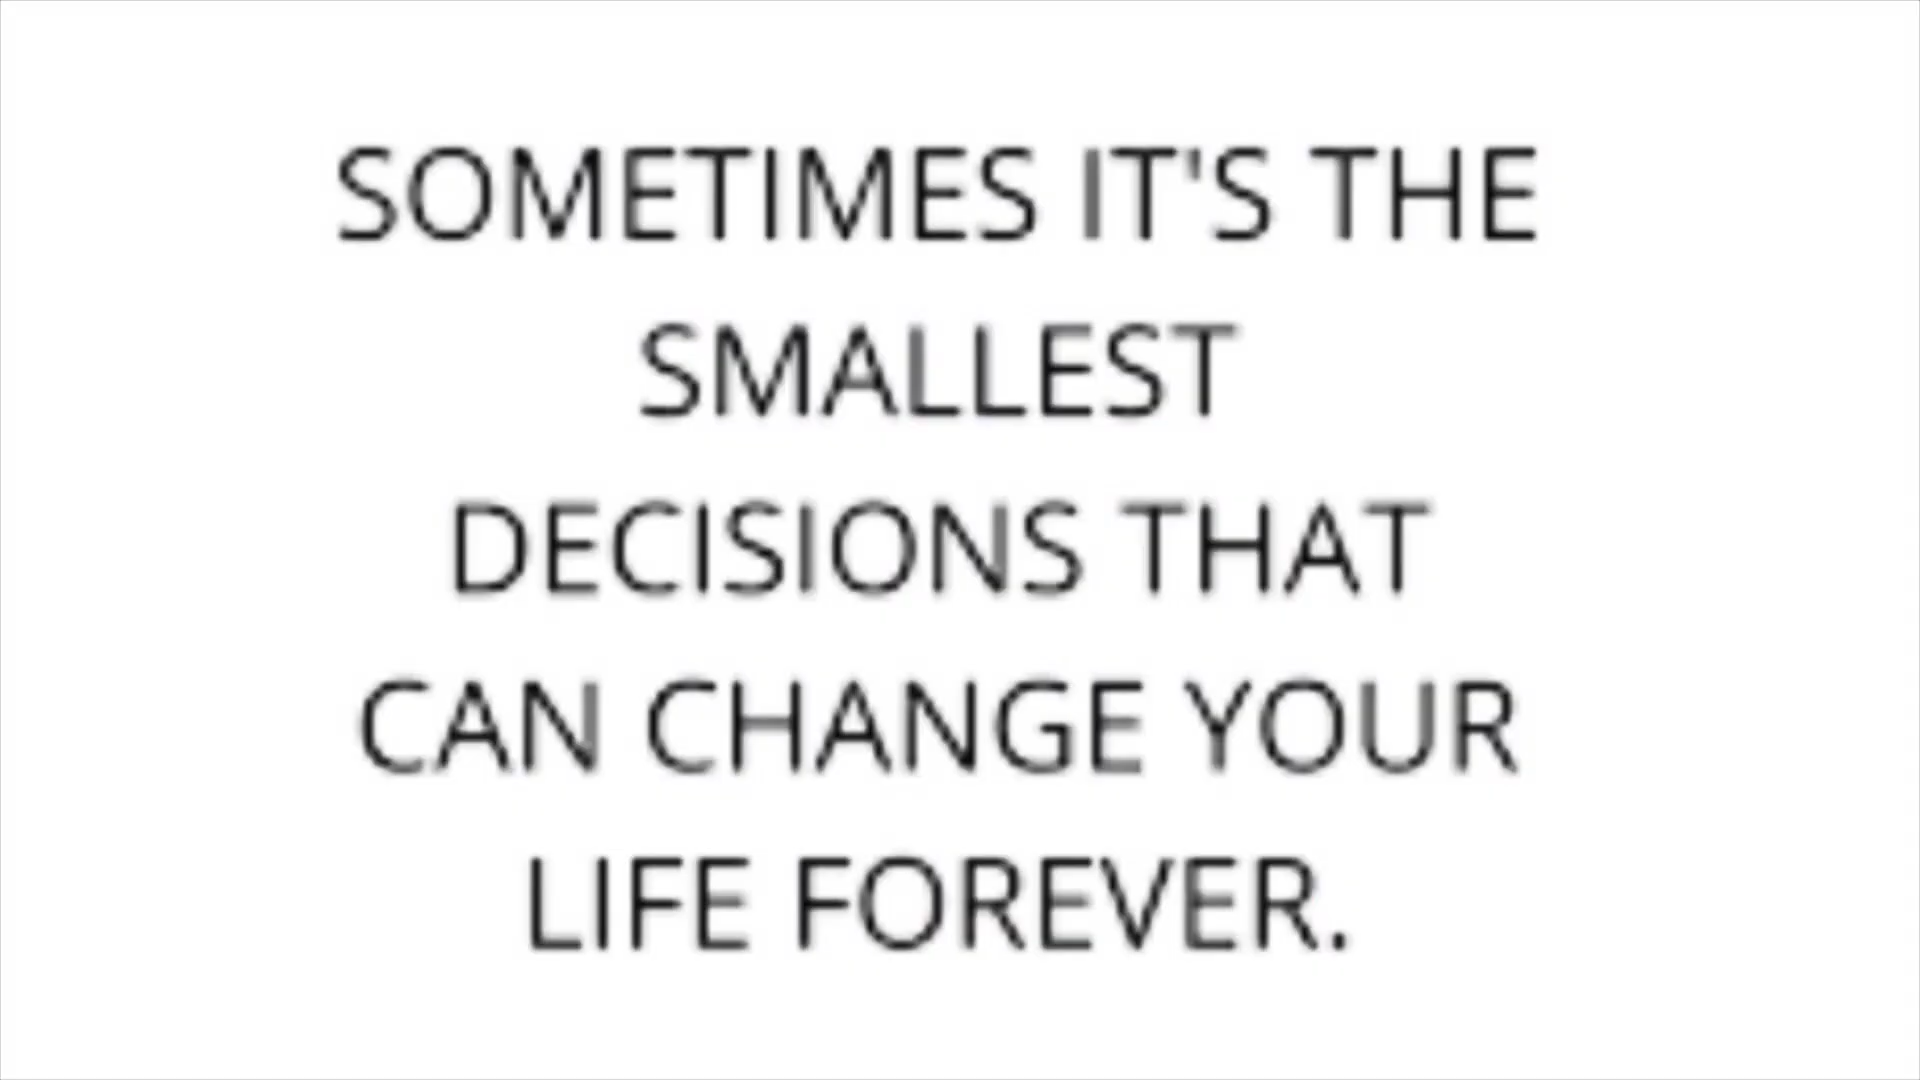 SOMETIMES IT'S THE
SMALLEST
DECISIONS THAT
CAN CHANGE YOUR
LIFE FOREVER.